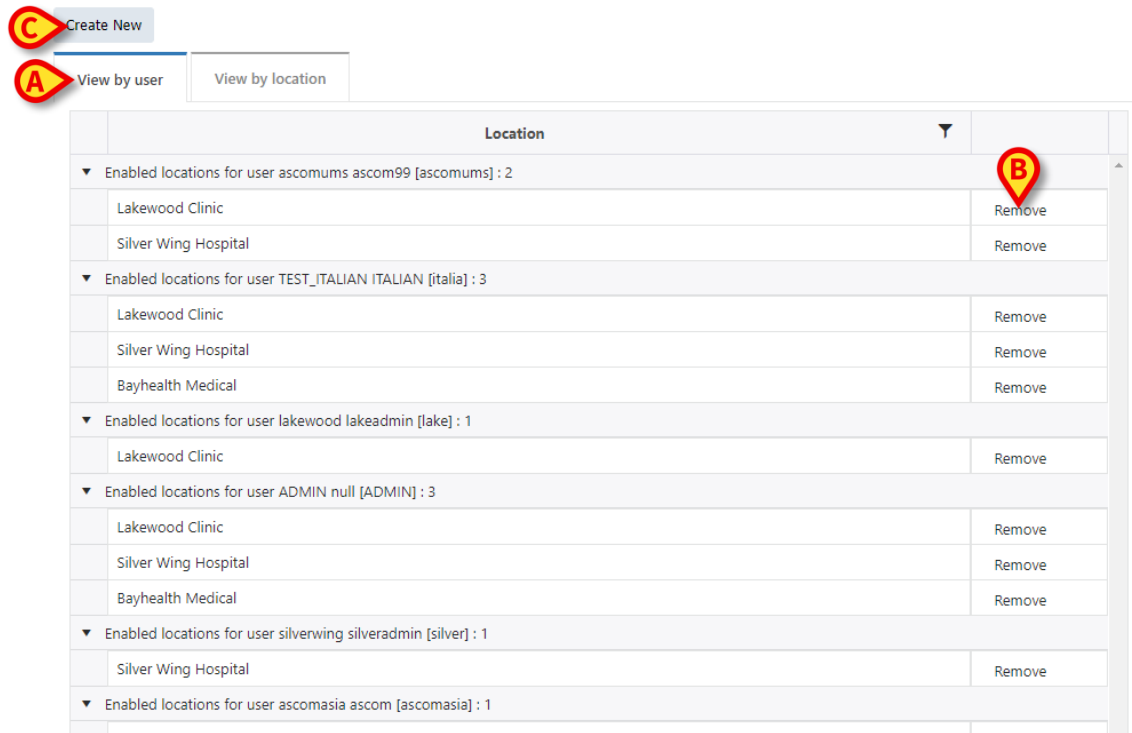 C Create New
A View by user View by location
Location
Enabled locations for user ascomums ascom99 [ascomums] : 2
B
Lakewood Clinic Remove
Silver Wing Hospital Remove
Enabled locations for user TEST_ITALIAN ITALIAN [italia] : 3
Lakewood Clinic Remove
Silver Wing Hospital Remove
Bayhealth Medical Remove
Enabled locations for user lakewood lakeadmin [lake] : 1
Lakewood Clinic Remove
Enabled locations for user ADMIN null [ADMIN] : 3
Lakewood Clinic Remove
Silver Wing Hospital Remove
Bayhealth Medical Remove
Enabled locations for user silverwing silveradmin [silver] : 1
Silver Wing Hospital Remove
Enabled locations for user ascomasia ascom [ascomasia] : 1